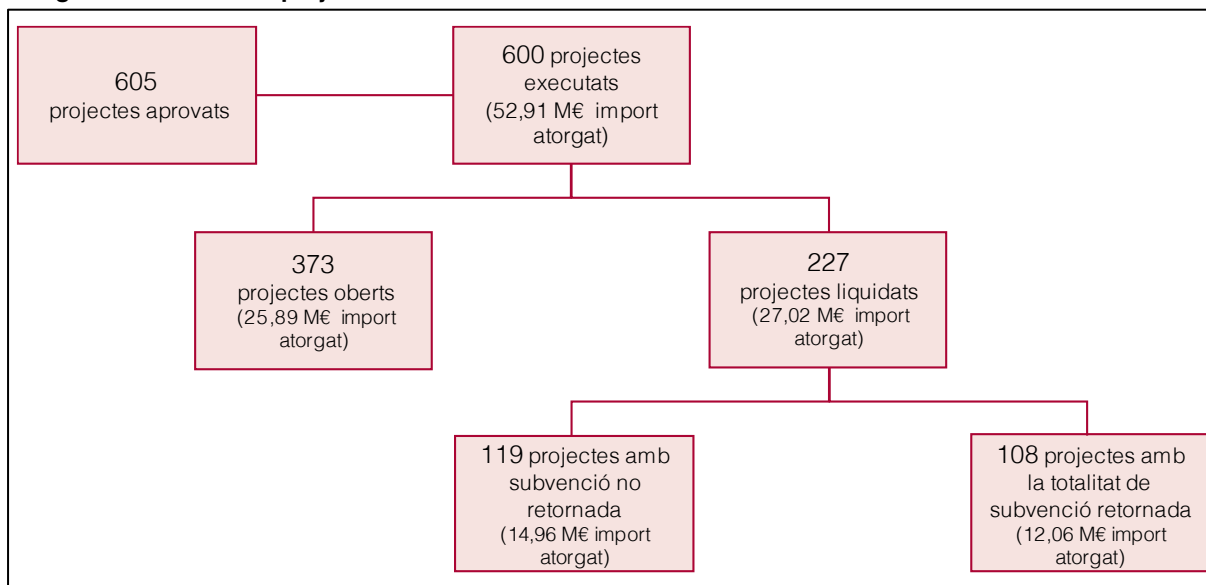 605
projectes aprovats
600 projectes
executats
(52,91 M€ import
atorgat)
373
projectes oberts
(25,89 M€ import
atorgat)
227
projectes liquidats
(27,02 M€ import
atorgat)
119 projectes amb
subvenció no
retornada
(14,96 M€ import
atorgat)
108 projectes amb
la totalitat de
subvenció retornada
(12,06 M€ import
atorgat)